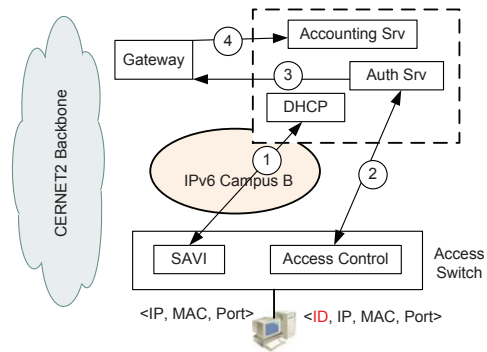 4
Accounting Srv
Gateway
3
Auth Srv
DHCP
1
IPv6 Campus B
2
CERNET2 Backbone
SAVI
Access Control
Access
Switch
<IP, MAC, Port>
<ID, IP, MAC, Port>